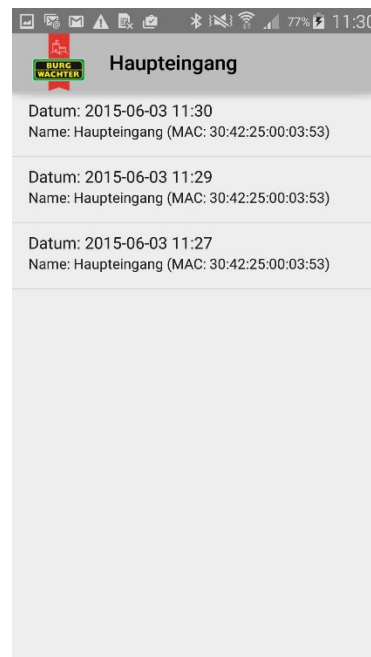 77% 11:30
BURG
WÄCHTER
Haupteingang
Datum: 2015-06-03 11:30
Name: Haupteingang (MAC: 30:42:25:00:03:53)
Datum: 2015-06-03 11:29
Name: Haupteingang (MAC: 30:42:25:00:03:53)
Datum: 2015-06-03 11:27
Name: Haupteingang (MAC: 30:42:25:00:03:53)